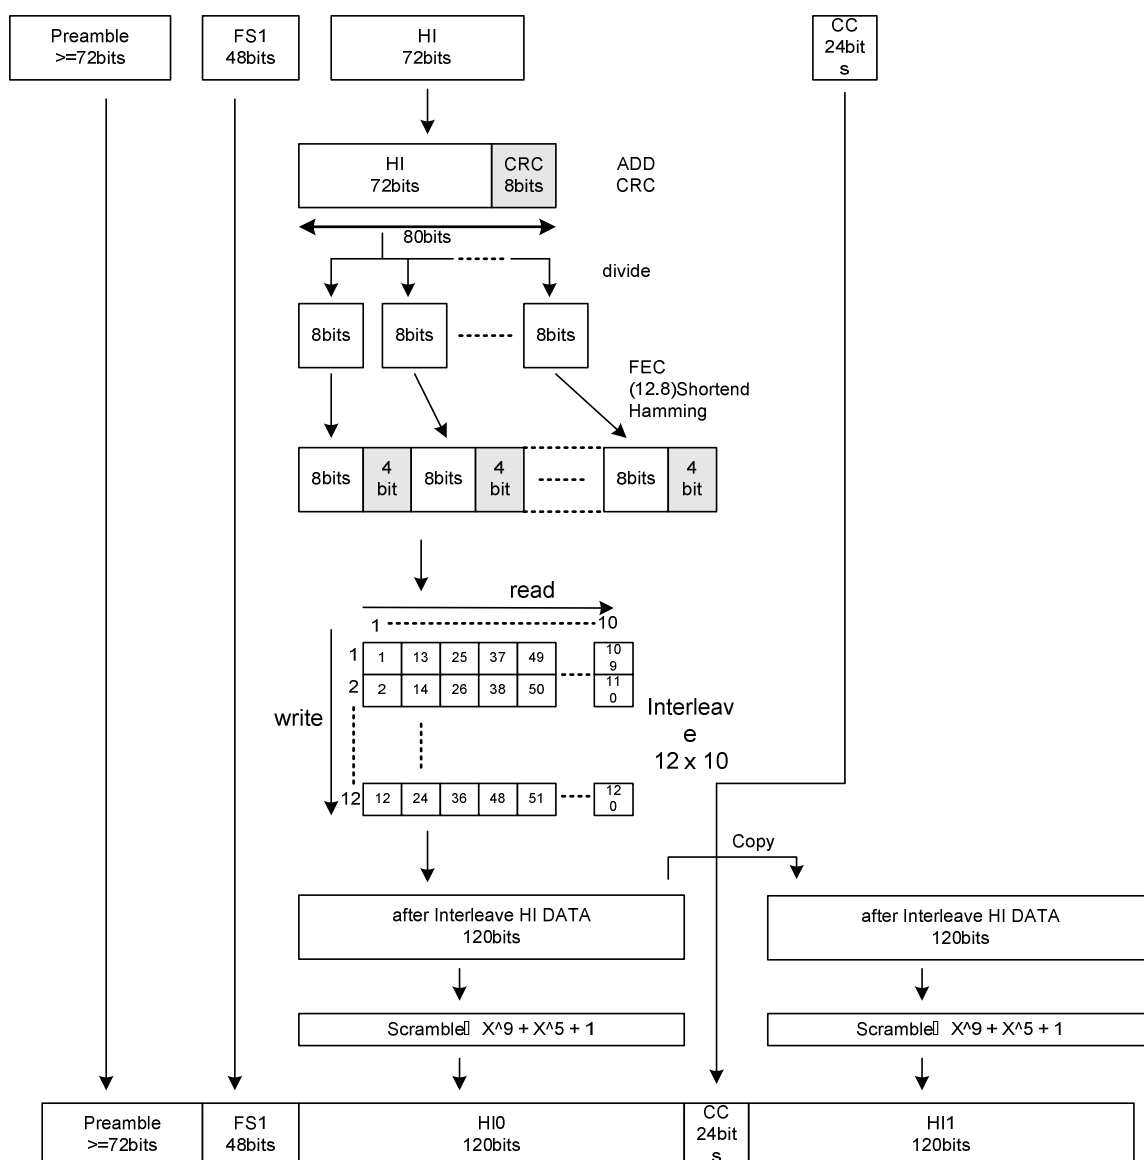 Preamble
>=72bits
FS1
48bits
HI
72bits
CC
24bit
s
HI
72bits
CRC
8bits
ADD
CRC
80bits
divide
8bits
8bits
8bits
FEC
(12.8)Shortend
Hamming
8bits
4
bit
8bits
4
bit
8bits
4
bit
read
1
10
1
1
13
25
37
49
10
9
2
2
14
26
38
50
11
0
write
Interleav
e
12 x 10
12
12
24
36
48
51
12
0
Copy
after Interleave HI DATA
120bits
after Interleave HI DATA
120bits
Scramble▯ X^9 + X^5 + 1
Scramble▯ X^9 + X^5 + 1
Preamble
>=72bits
FS1
48bits
HI0
120bits
CC
24bit
s
HI1
120bits